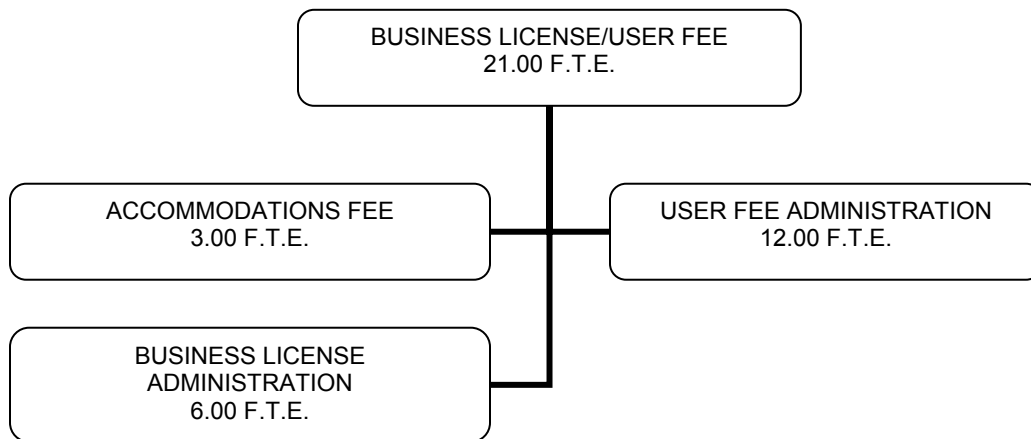 BUSINESS LICENSE/USER FEE
21.00 F.T.E.
ACCOMMODATIONS FEE
3.00 F.T.E.
USER FEE ADMINISTRATION
12.00 F.T.E.
BUSINESS LICENSE
ADMINISTRATION
6.00 F.T.E.